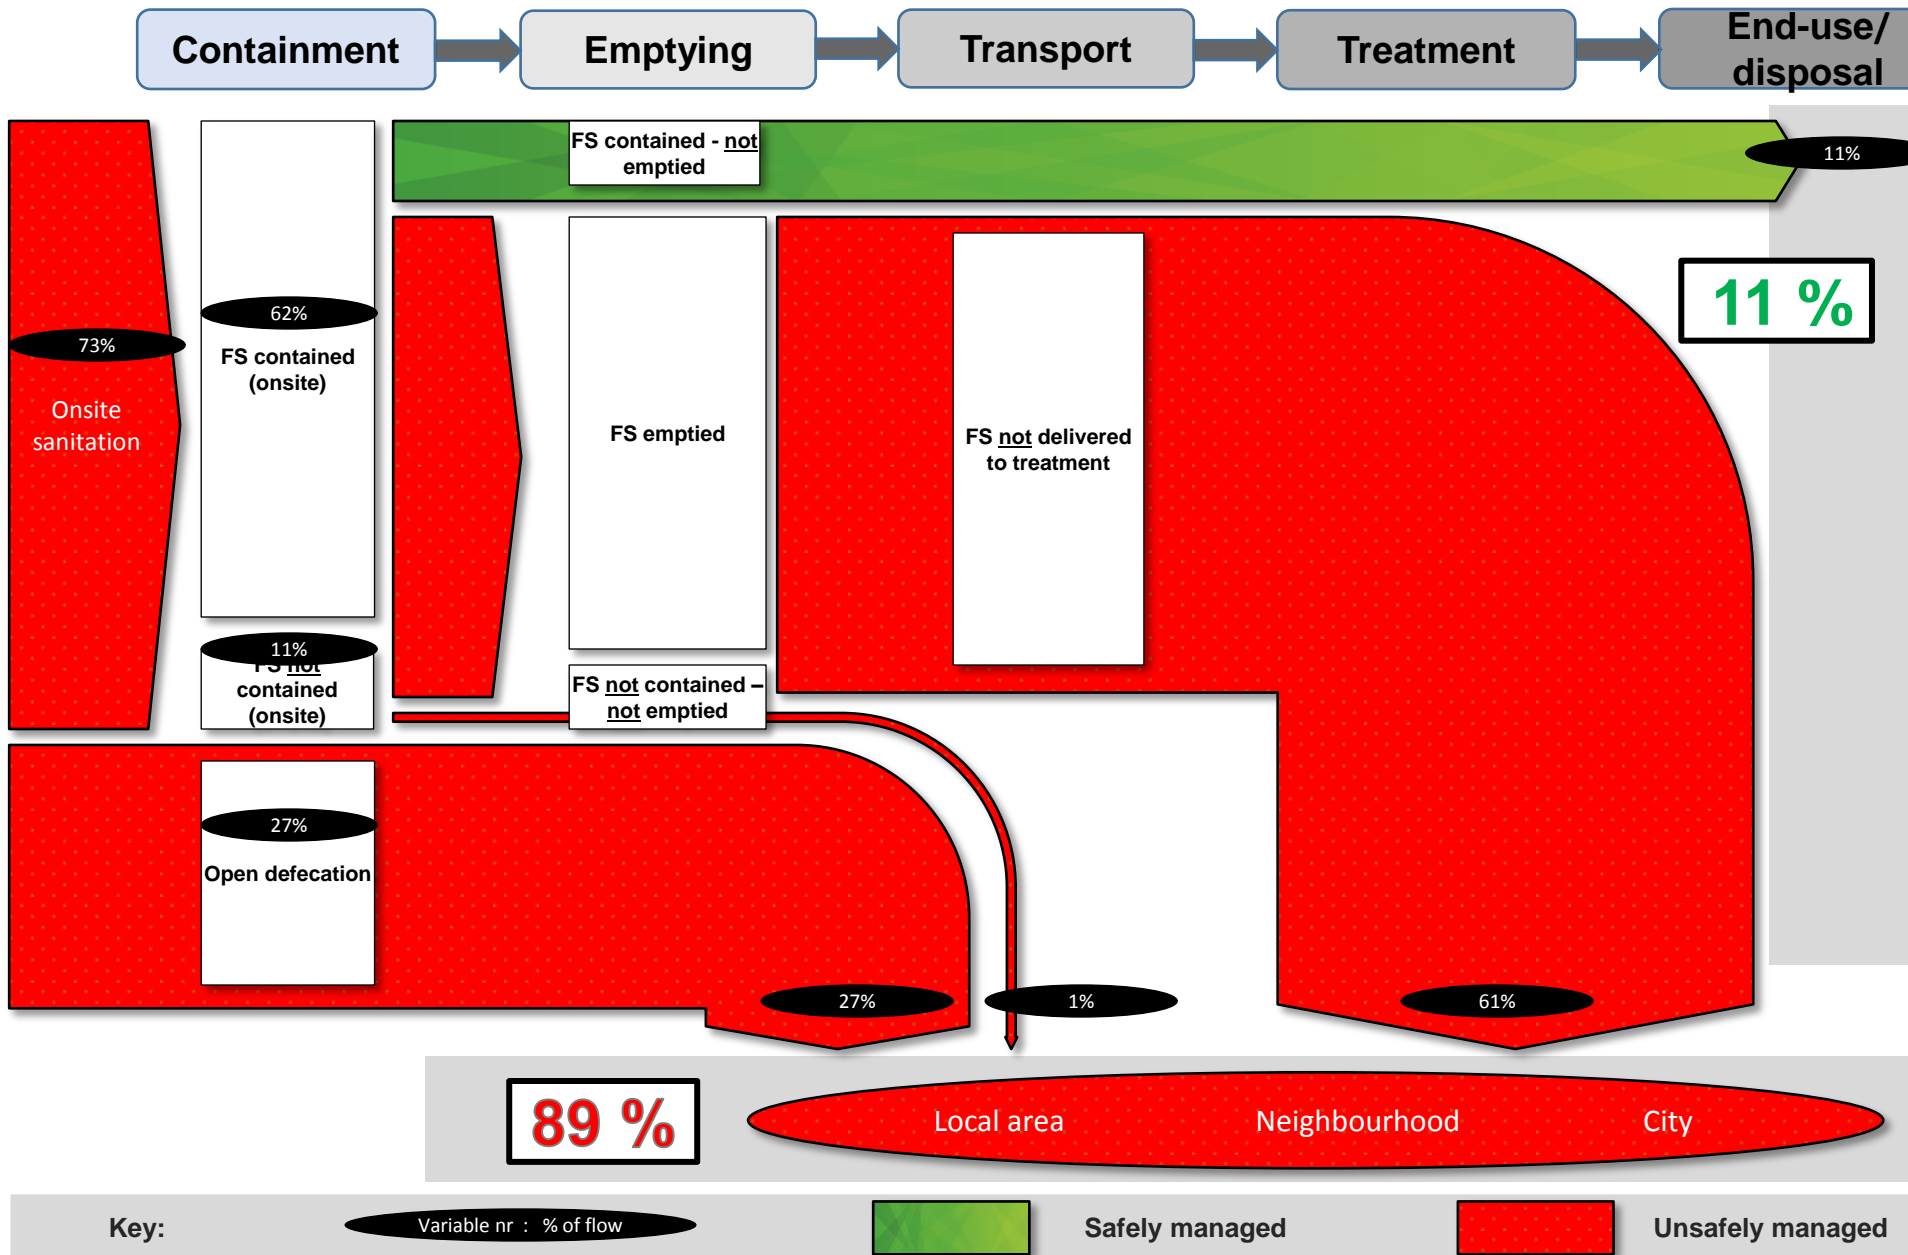 Containment
Emptying
Transport
Treatment
End-use/
disposal
FS contained - not
emptied
11%
11 %
73%
Onsite
sanitation
62%
FS contained
(onsite)
FS emptied
FS not delivered
to treatment
11%
FS not
contained
(onsite)
FS not contained –
not emptied
27%
Open defecation
27%
1%
61%
89 %
Local area
Neighbourhood
City
Key:
Variable nr : % of flow
Safely managed
Unsafely managed